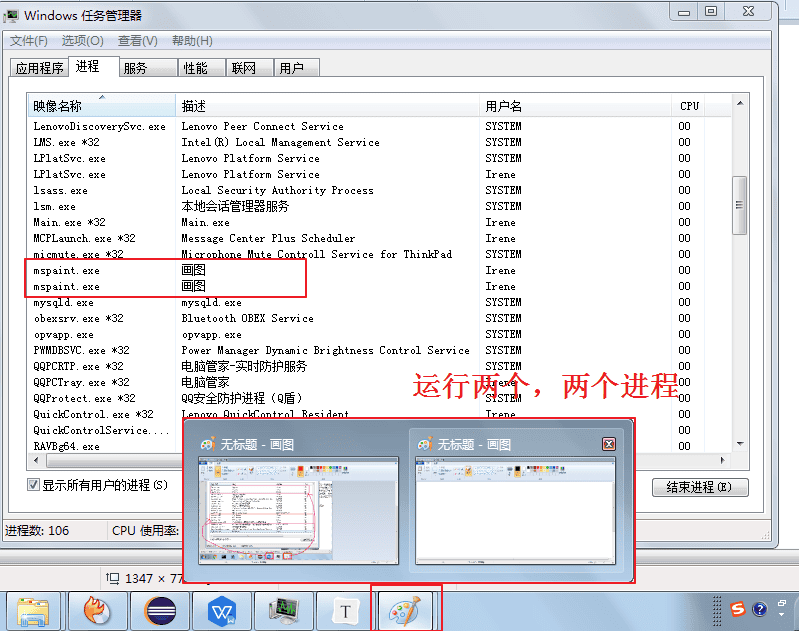 Windows 任务管理器
文件(F) 选项(O) 查看(V) 帮助(H)
应用程序 进程 服务 性能 联网 用户
映像名称 描述 用户名 CPU
LenovoDiscoverySvc.exe Lenovo Peer Connect Service SYSTEM 00
LMS.exe *32 Intel(R) Local Management Service SYSTEM 00
LPlatSvc.exe Lenovo Platform Service SYSTEM 00
LPlatSvc.exe Lenovo Platform Service Irene 00
lsass.exe Local Security Authority Process SYSTEM 00
lsm.exe 本地会话管理器服务 SYSTEM 00
Main.exe *32 Main.exe Irene 00
MCPLaunch.exe *32 Message Center Plus Scheduler Irene 00
micmute.exe *32 Microphone Mute Controll Service for ThinkPad SYSTEM 00
mspaint.exe 画图 Irene 00
mspaint.exe 画图 Irene 00
mysqld.exe mysqld.exe SYSTEM 00
obexsrv.exe *32 Bluetooth OBEX Service SYSTEM 00
opvapp.exe opvapp.exe SYSTEM 00
PWMDBSVC.exe *32 Power Manager Dynamic Brightness Control Service SYSTEM 00
QQPCRTP.exe *32 电脑管家-实时防护服务 SYSTEM 00
QQPCTray.exe *32 电脑管家 Irene 00
QQProtect.exe *32 QQ安全防护进程（Q盾） SYSTEM 00
运行两个，两个进程
QuickControl.exe *32 Lenovo QuickControl Resident Irene 00
QuickControlService.... 00
RAVBg64.exe 00
无标题 - 画图 无标题 - 画图
显示所有用户的进程(S) 结束进程(E)
进程数: 106 CPU 使用率:
1347 × 77
W T S ?